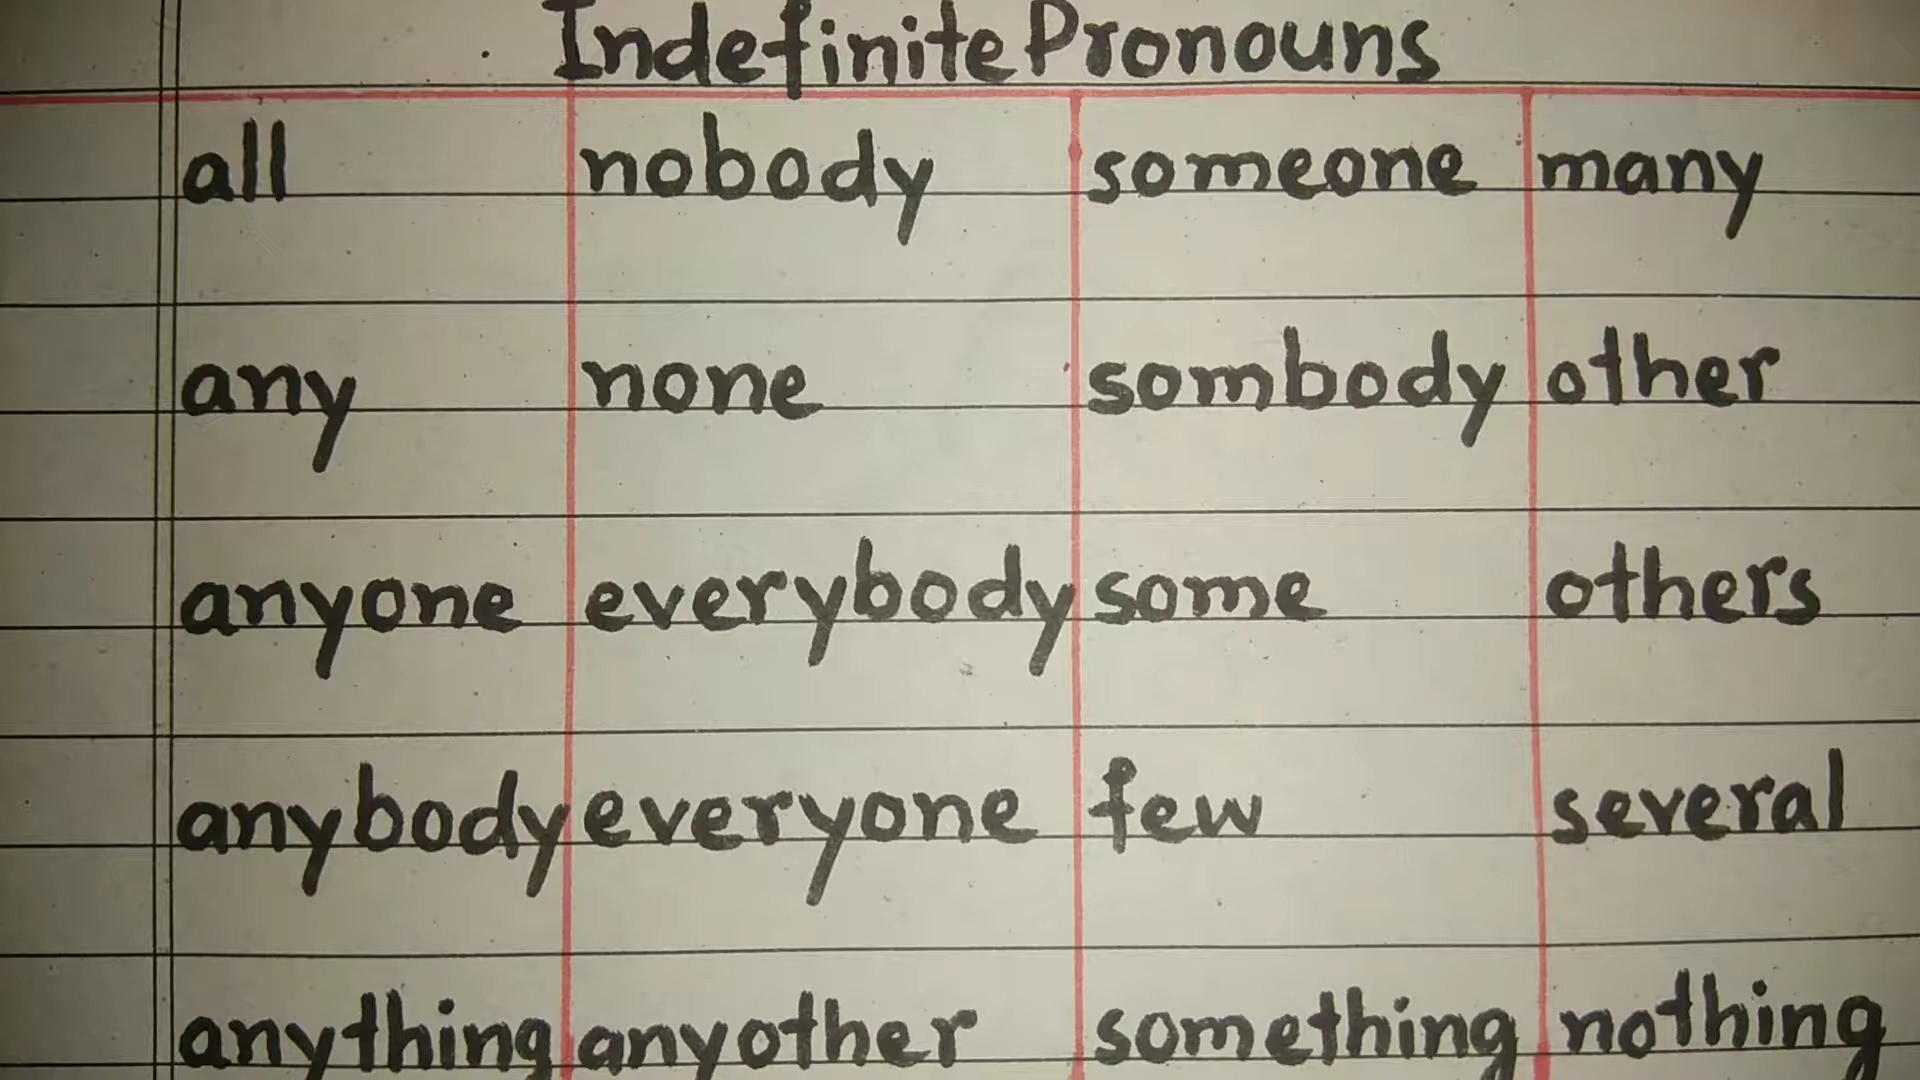 Indefinite Pronouns
all nobody someone many
any none sombody other
anyone everybody some others
anybody everyone few several
anything anyother something nothing